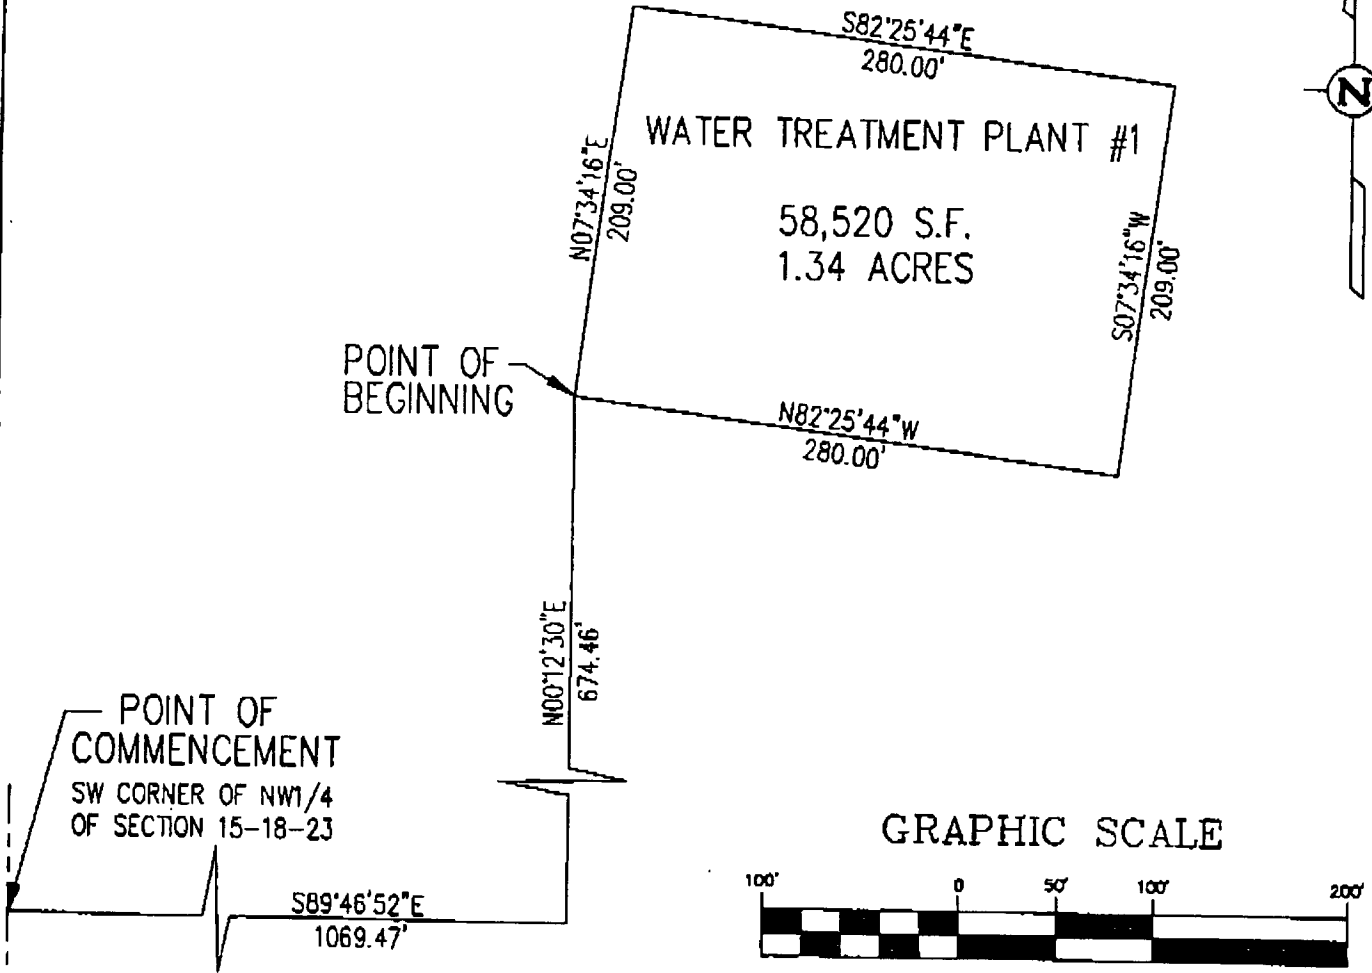 S82°25'44"E
280.00'
N
WATER TREATMENT PLANT #1
N07°34'16"E
209.00'
58,520 S.F.
1.34 ACRES
S07°34'16"W
209.00'
POINT OF
BEGINNING
N82°25'44"W
280.00'
N00°12'30"E
674.46'
POINT OF
COMMENCEMENT
SW CORNER OF NW1/4
OF SECTION 15-18-23
S89°46'52"E
1069.47'
GRAPHIC SCALE
100' 0 50' 100' 200'